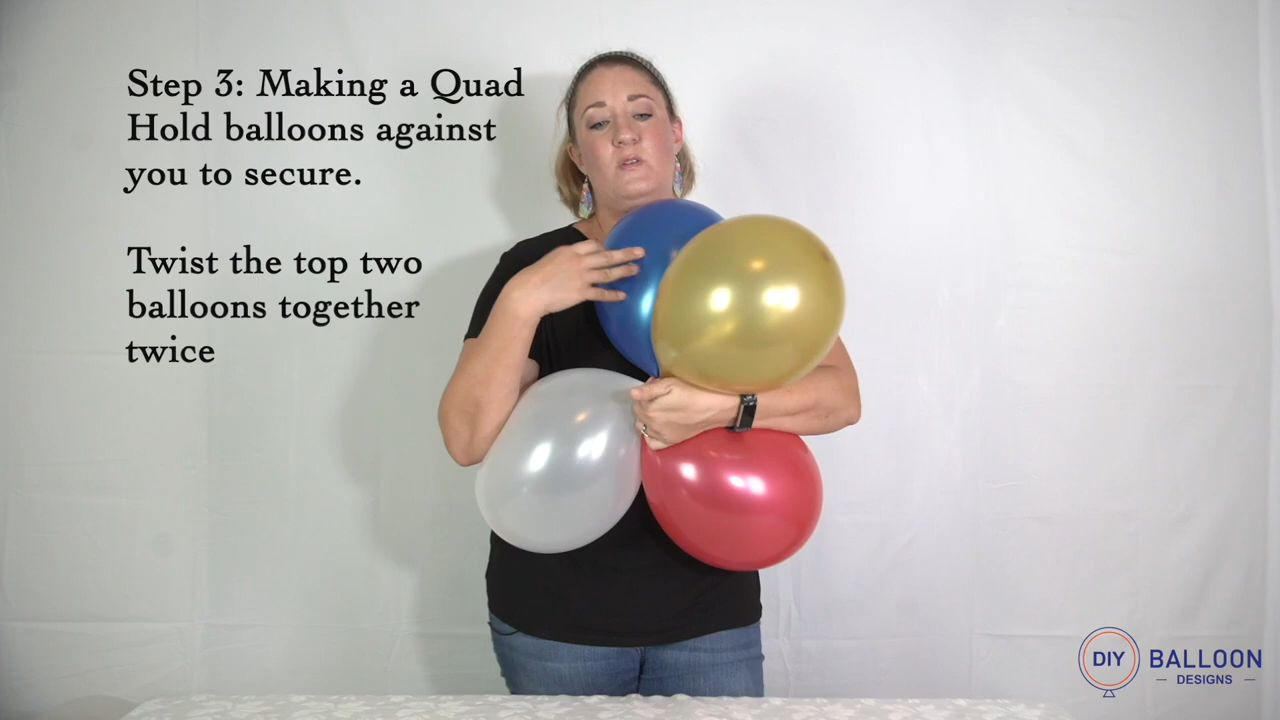 Step 3: Making a Quad
Hold balloons against
you to secure.
Twist the top two
balloons together
twice
DIY BALLOON
DESIGNS